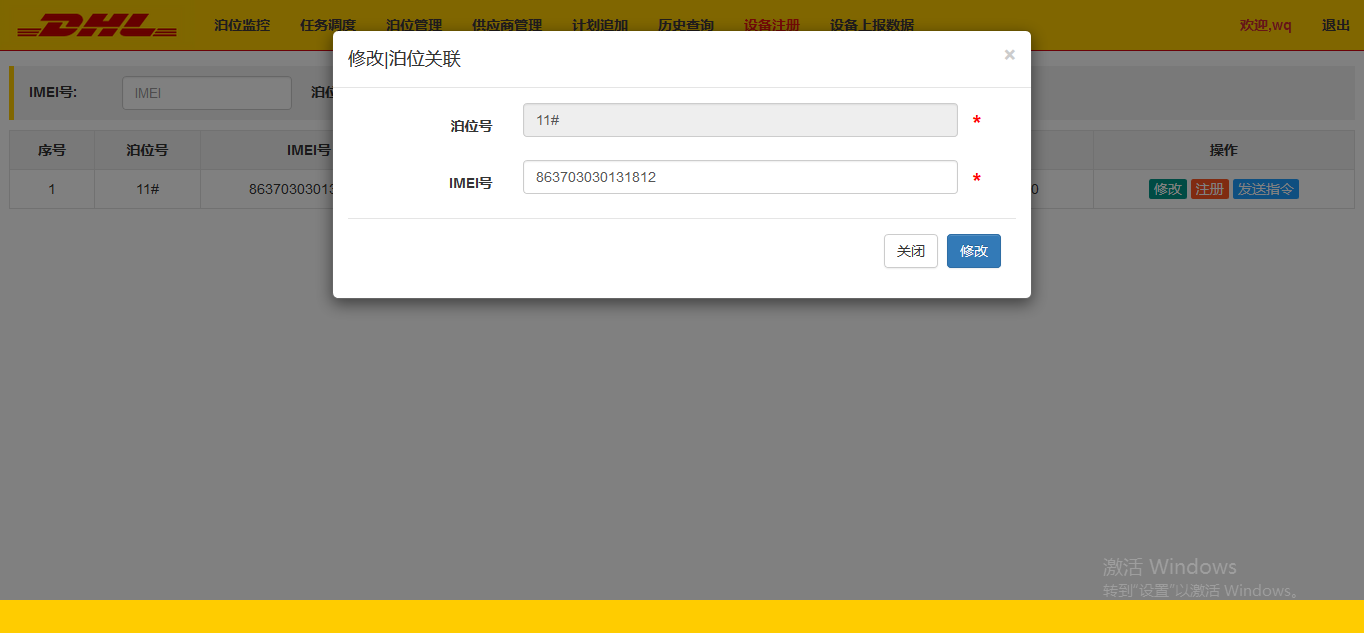 DHL 泊位监控 任务调度 泊位管理 供应商管理 计划追加 历史查询 设备注册 设备上报数据 欢迎,wq 退出
修改|泊位关联 ×
IMEI号: IMEI 泊位
泊位号 11# *
序号 泊位号 IMEI号 操作
IMEI号 863703030131812 *
1 11# 8637030301 0 修改 注册 发送指令
关闭 修改
激活 Windows
转到"设置"以激活 Windows。